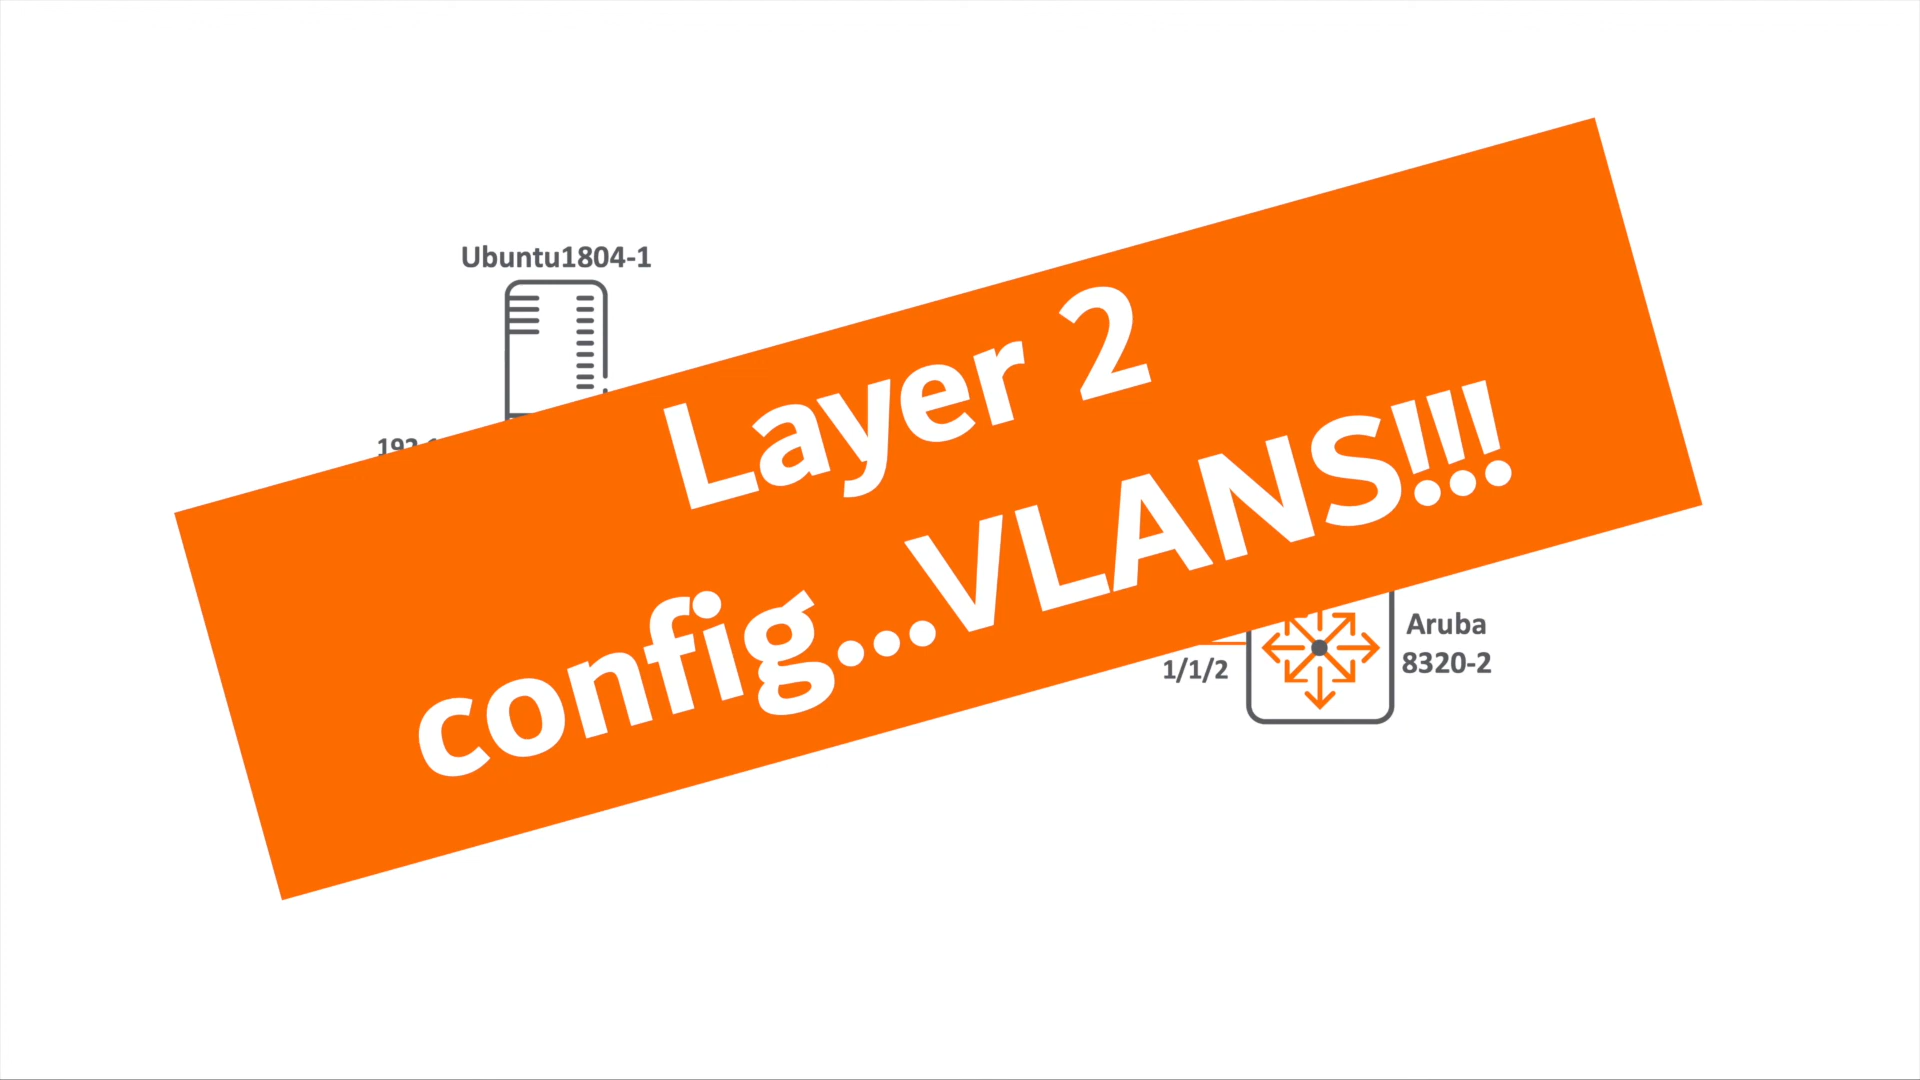 Ubuntu1804-1
Layer 2
config...VLANS!!!
1/1/2
Aruba
8320-2